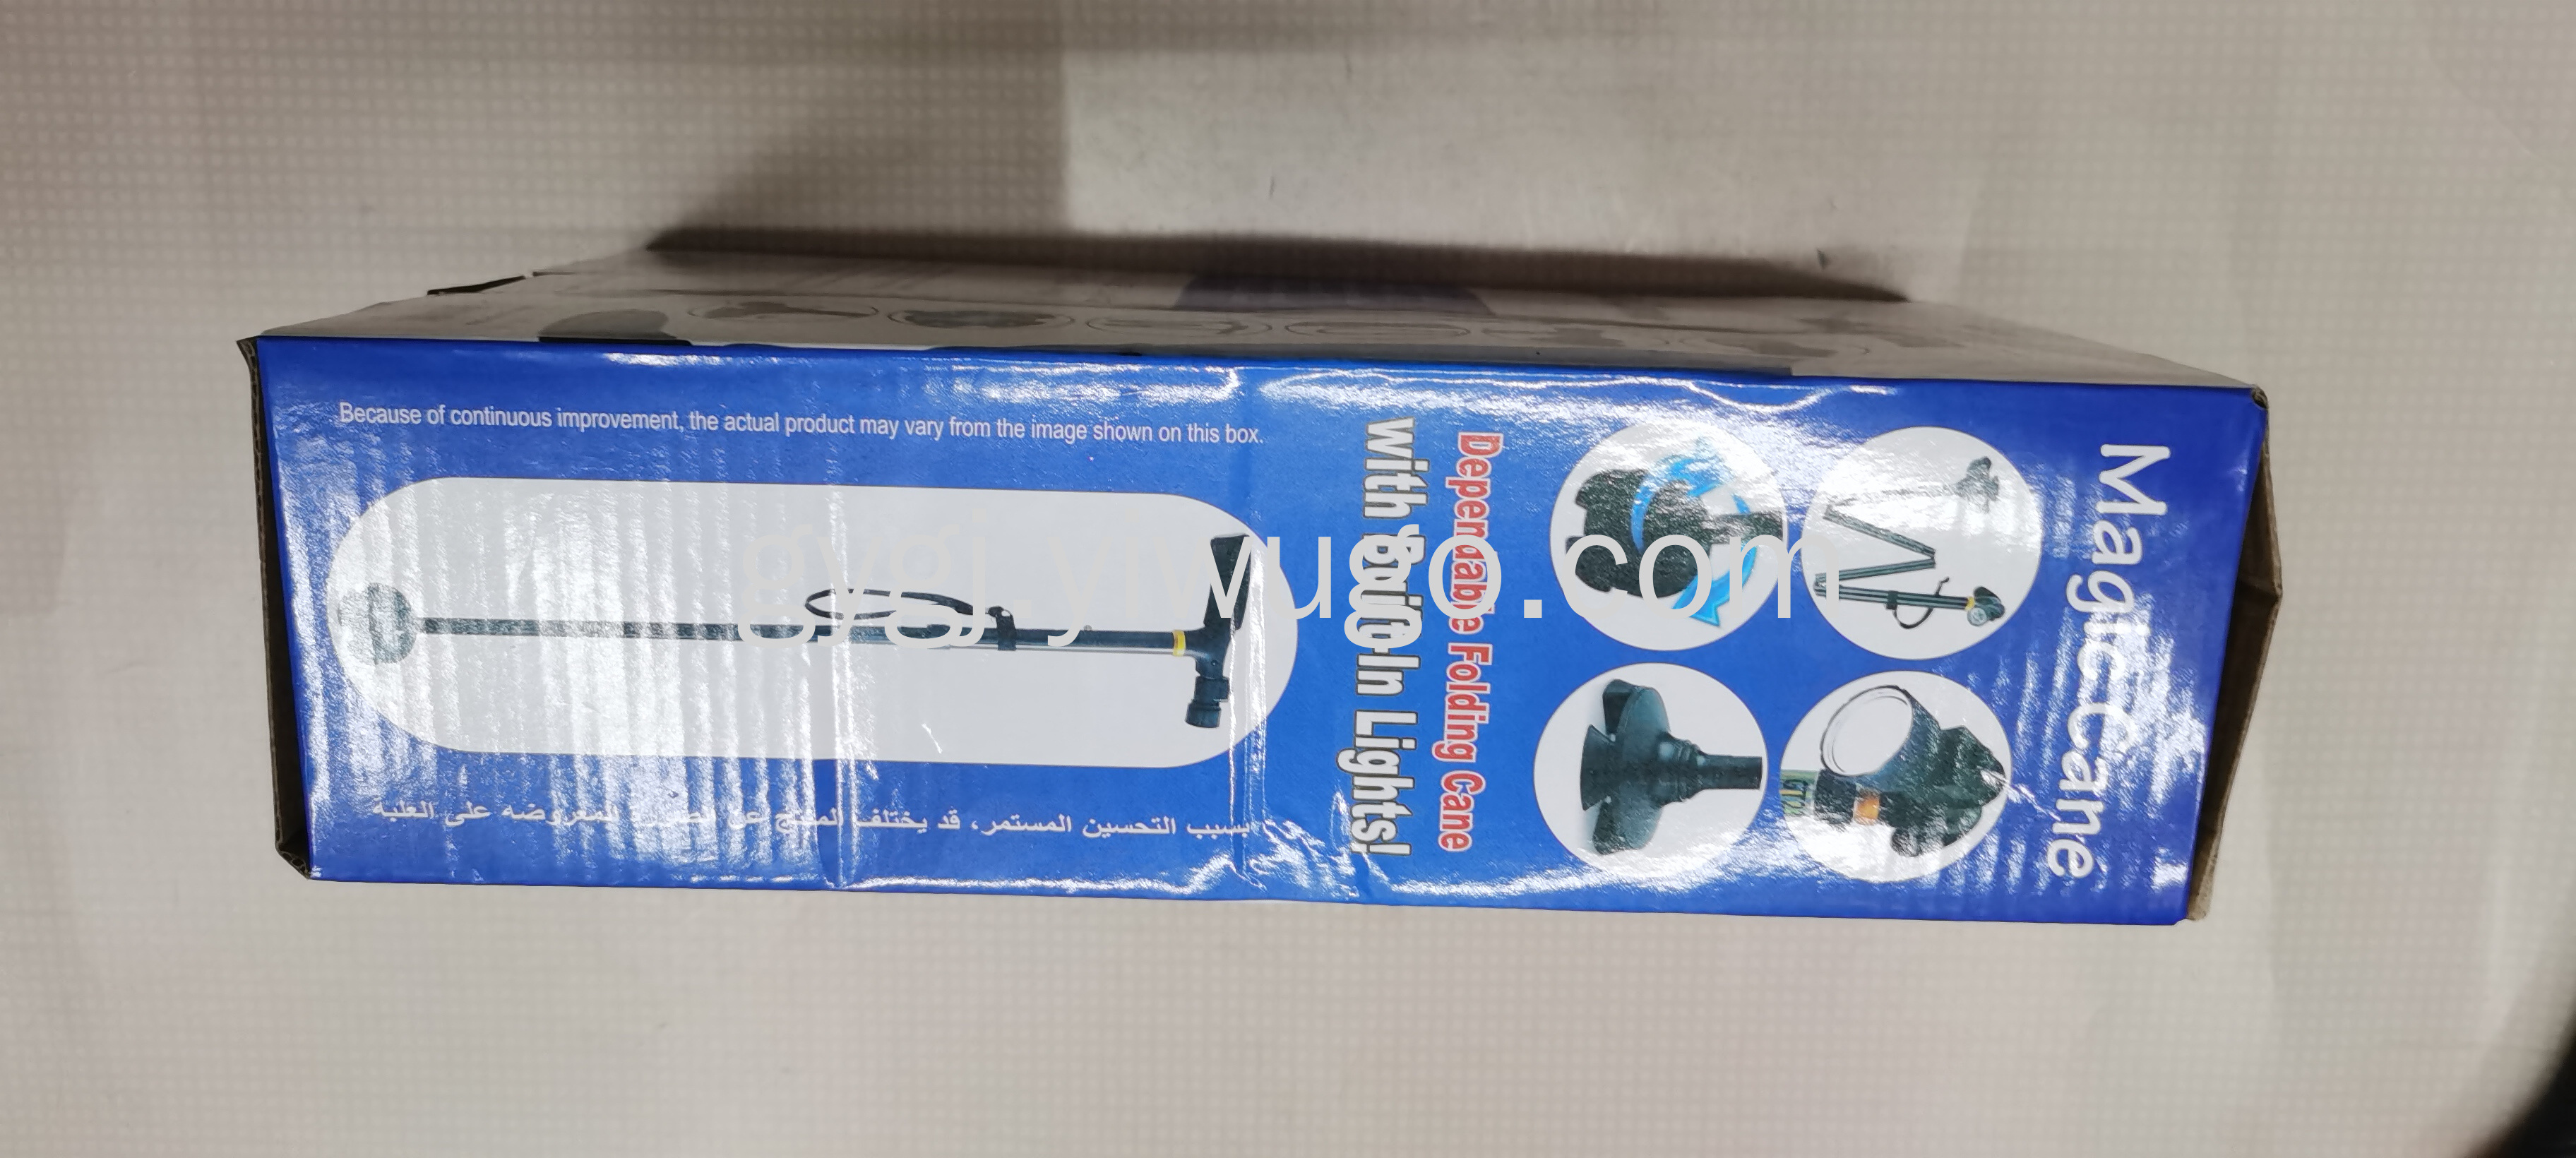 Magic Cane
Dependable Folding Cane
with Built-In Lights!
Because of continuous improvement, the actual product may vary from the image shown on this box.
بسبب التحسين المستمر، قد يختلف المنتج عن الصورة المعروضه على العلبه
gygj.yiwugo.com